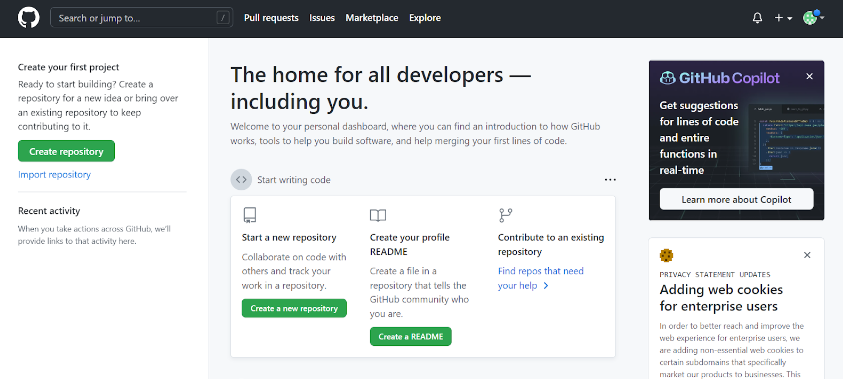 Search or jump to...
/
Pull requests
Issues
Marketplace
Explore
Create your first project
Ready to start building? Create a
repository for a new idea or bring over
an existing repository to keep
contributing to it.
Create repository
Import repository
Recent activity
When you take actions across GitHub, we'll
provide links to that activity here.
The home for all developers —
including you.
Welcome to your personal dashboard, where you can find an introduction to how GitHub
works, tools to help you build software, and help merging your first lines of code.
Start writing code
Start a new repository
Collaborate on code with
others and track your
work in a repository.
Create a new repository
Create your profile
README
Create a file in a
repository that tells the
GitHub community who
you are.
Create a README
Contribute to an existing
repository
Find repos that need
your help
GitHub Copilot
Get suggestions
for lines of code
and entire
functions in
real-time
Learn more about Copilot
PRIVACY STATEMENT UPDATES
Adding web cookies
for enterprise users
In order to better reach and improve the
web experience for enterprise users, we
are adding non-essential web cookies to
certain subdomains that specifically
market our products to businesses. This